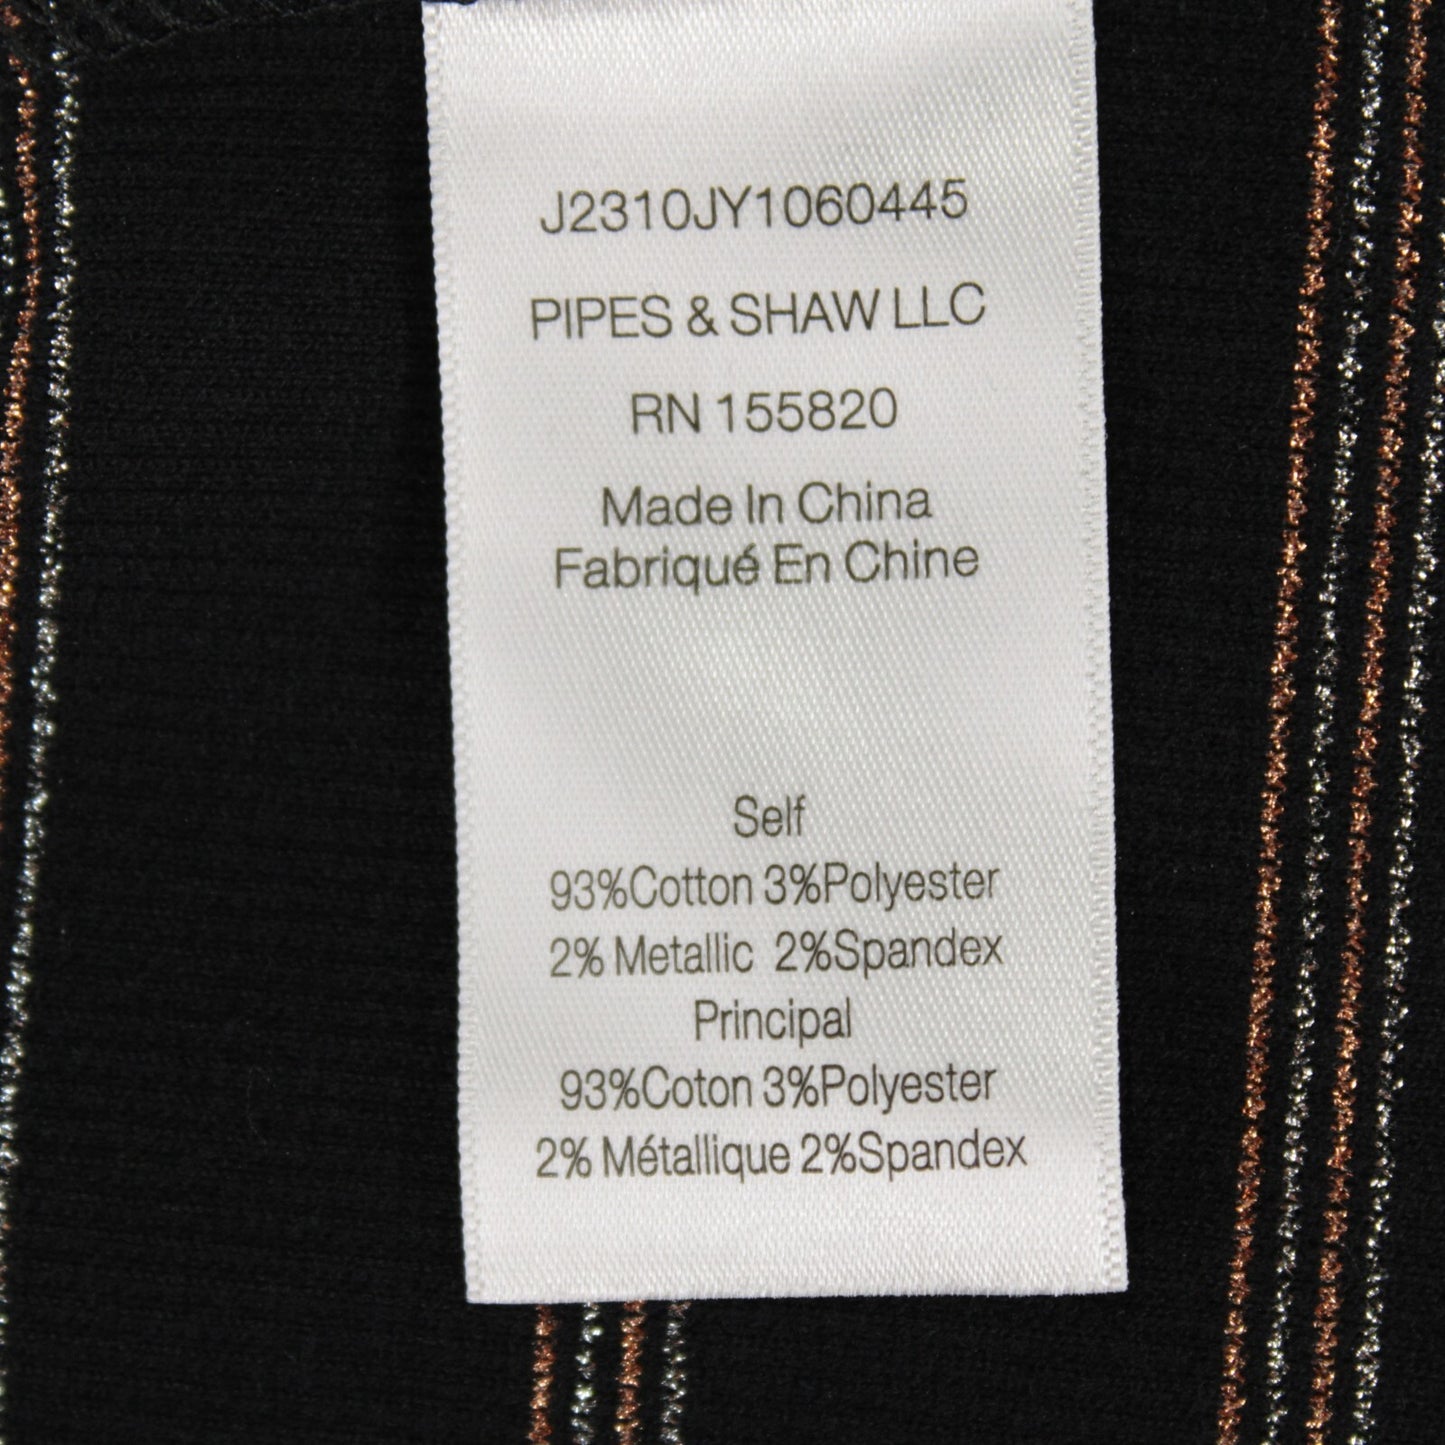 J2310JY1060445
PIPES & SHAW LLC
RN 155820
Made In China
Fabriqué En Chine
Self
93%Cotton 3%Polyester
2% Metallic 2%Spandex
Principal
93%Coton 3%Polyester
2% Métallique 2%Spandex